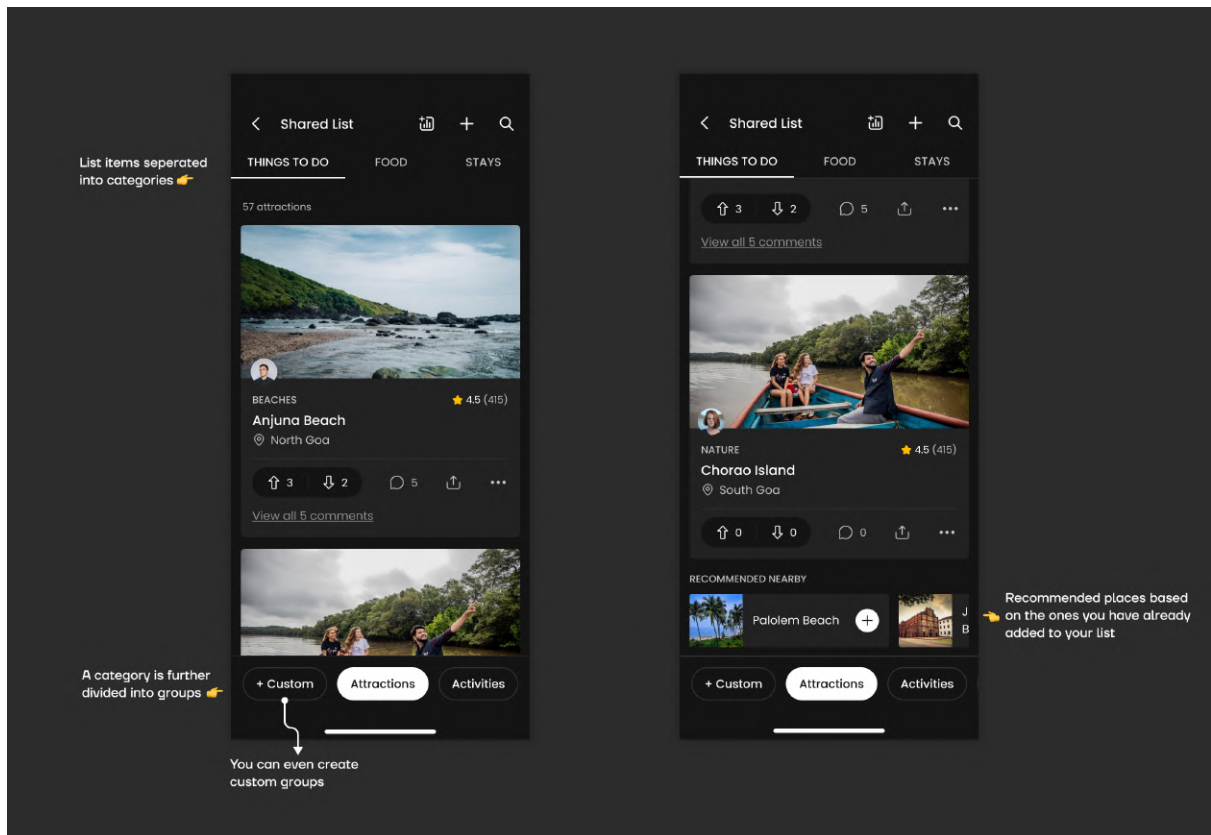 List items seperated
into categories
Shared List
THINGS TO DO FOOD STAYS
57 attractions
BEACHES 4.5 (415)
Anjuna Beach
North Goa
3 2 5
View all 5 comments
A category is further
divided into groups
+ Custom Attractions Activities
You can even create
custom groups
Shared List
THINGS TO DO FOOD STAYS
3 2 5
View all 5 comments
NATURE 4.5 (415)
Chorao Island
South Goa
0 0 0
RECOMMENDED NEARBY
Palolem Beach
J
B
+ Custom Attractions Activities
Recommended places based
on the ones you have already
added to your list